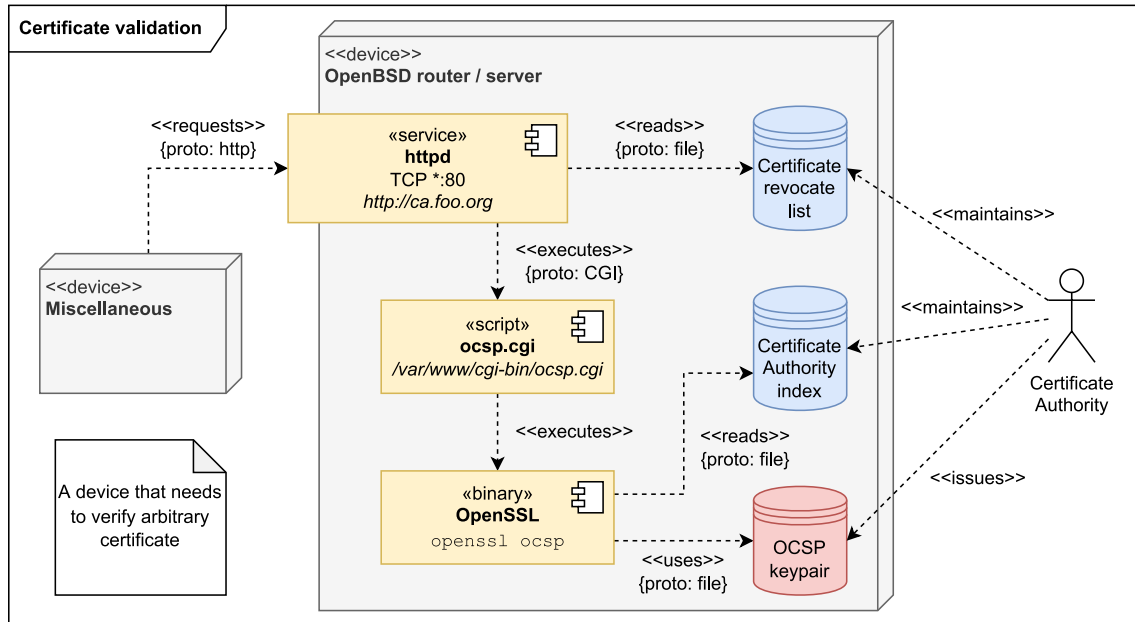 Certificate validation
<<device>>
OpenBSD router / server
<<requests>>
{proto: http}
«service»
httpd
TCP *:80
http://ca.foo.org
<<reads>>
{proto: file}
Certificate
revocate
list
<<maintains>>
<<executes>>
{proto: CGI}
<<device>>
Miscellaneous
«script»
ocsp.cgi
/var/www/cgi-bin/ocsp.cgi
Certificate
Authority
index
<<maintains>>
Certificate
Authority
<<executes>>
<<reads>>
{proto: file}
<<issues>>
A device that needs
to verify arbitrary
certificate
«binary»
OpenSSL
openssl ocsp
<<uses>>
{proto: file}
OCSP
keypair